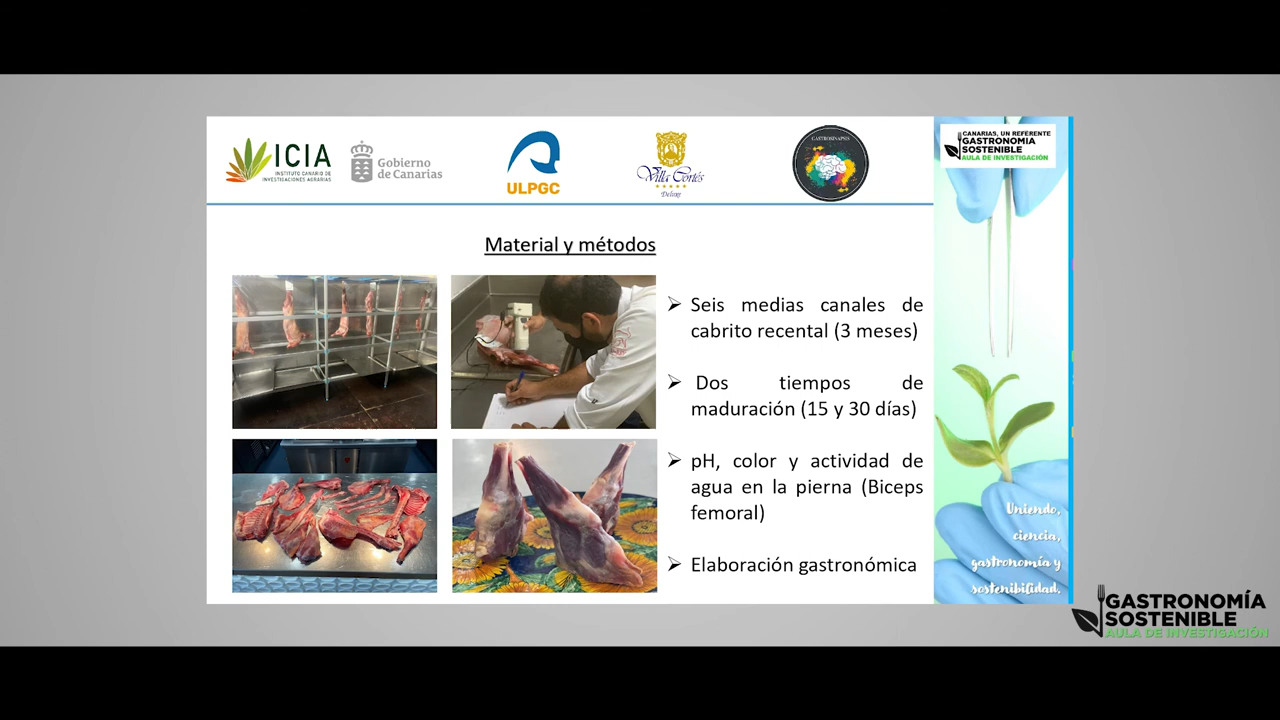 ICIA
INSTITUTO CANARIO DE
INVESTIGACIONES AGRARIAS
Gobierno
de Canarias
ULPGC
Villa Cortés
Deluxe
GASTROSINAPSIS
CANARIAS, UN REFERENTE
GASTRONOMÍA
SOSTENIBLE
AULA DE INVESTIGACIÓN
Material y métodos
Seis medias canales de
cabrito recental (3 meses)
Dos tiempos de
maduración (15 y 30 días)
pH, color y actividad de
agua en la pierna (Biceps
femoral)
Elaboración gastronómica
Uniendo,
ciencia,
gastronomía y
sostenibilidad.
GASTRONOMÍA
SOSTENIBLE
AULA DE INVESTIGACIÓN